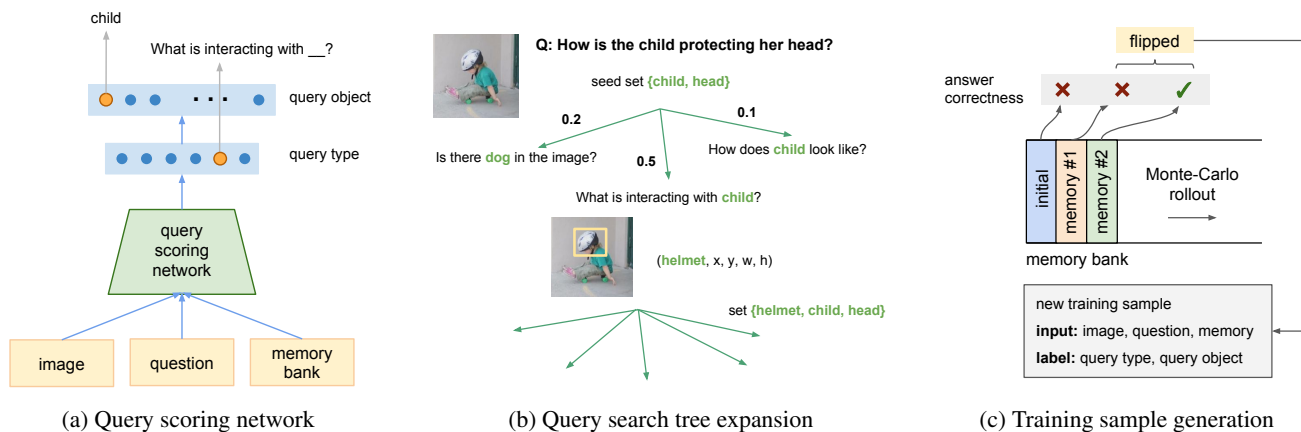 child
What is interacting with __?
query object
query type
query
scoring
network
image
question
memory
bank
(a) Query scoring network
Q: How is the child protecting her head?
seed set {child, head}
0.2
0.1
Is there dog in the image?
0.5
How does child look like?
What is interacting with child?
(helmet, x, y, w, h)
set {helmet, child, head}
(b) Query search tree expansion
flipped
answer
correctness
initial
memory #1
memory #2
Monte-Carlo
rollout
memory bank
new training sample
input: image, question, memory
label: query type, query object
(c) Training sample generation